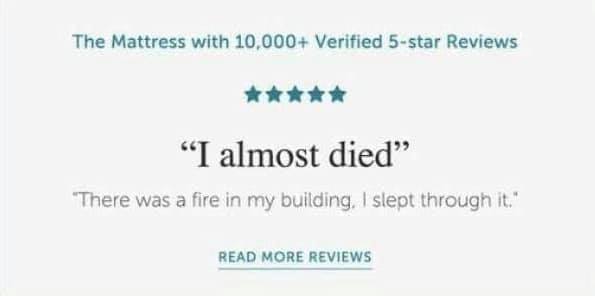 The Mattress with 10,000+ Verified 5-star Reviews
“I almost died”
"There was a fire in my building, I slept through it."
READ MORE REVIEWS